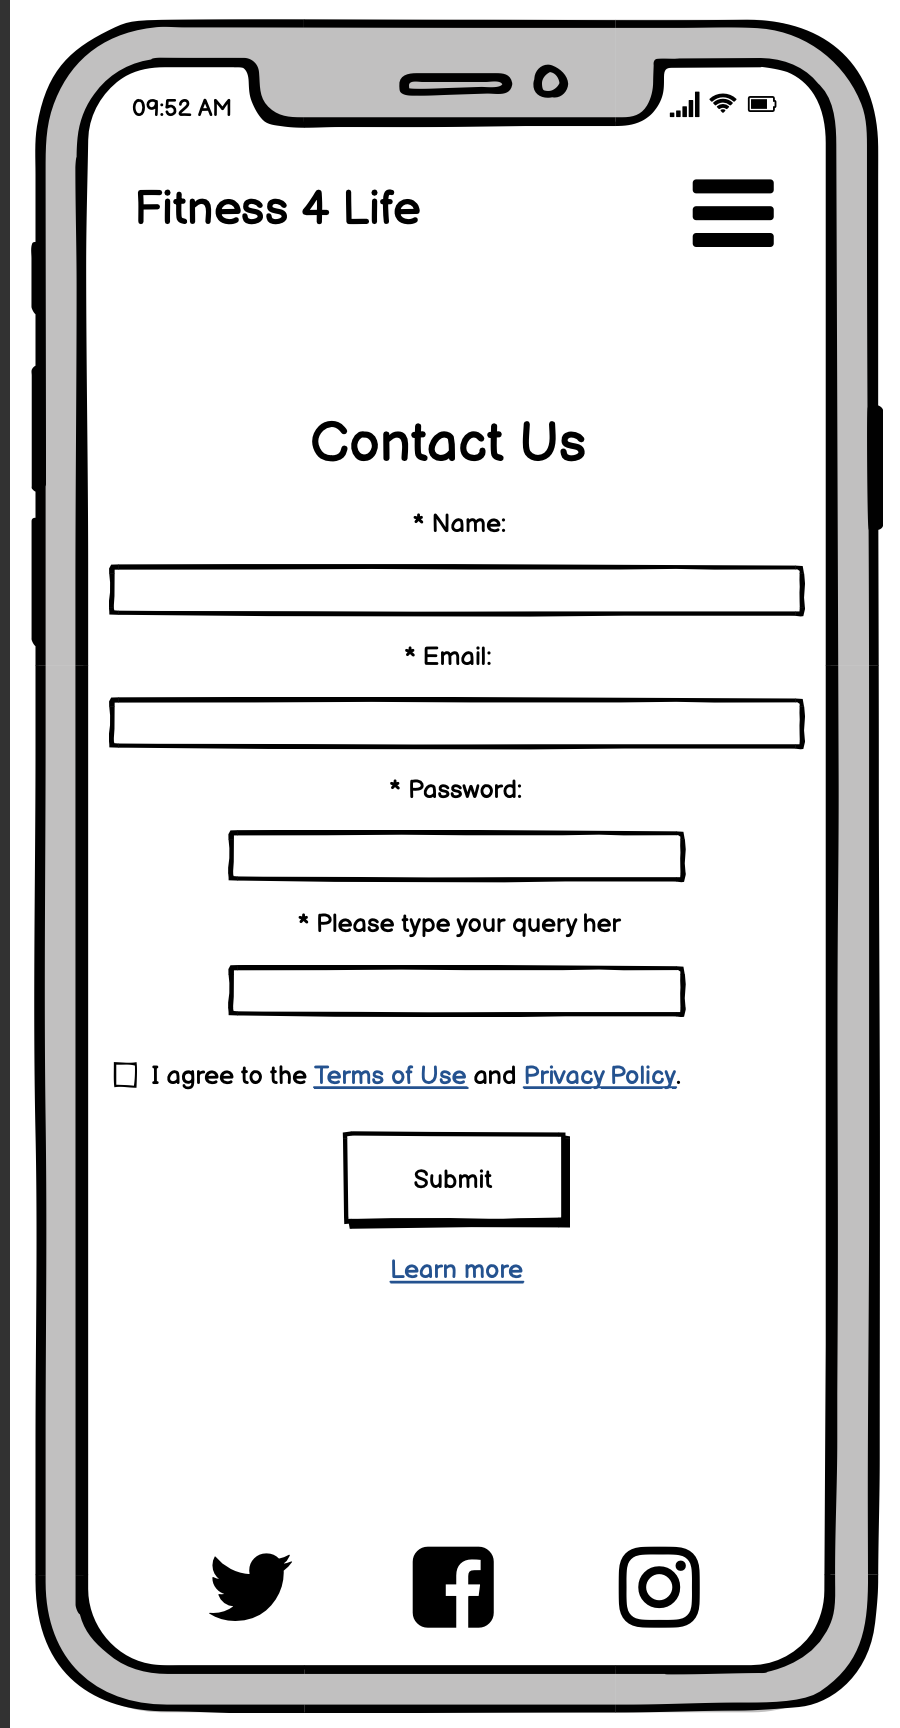 09:52 AM
Fitness 4 Life
Contact Us
* Name:
* Email:
* Password:
* Please type your query her
I agree to the Terms of Use and Privacy Policy.
Submit
Learn more